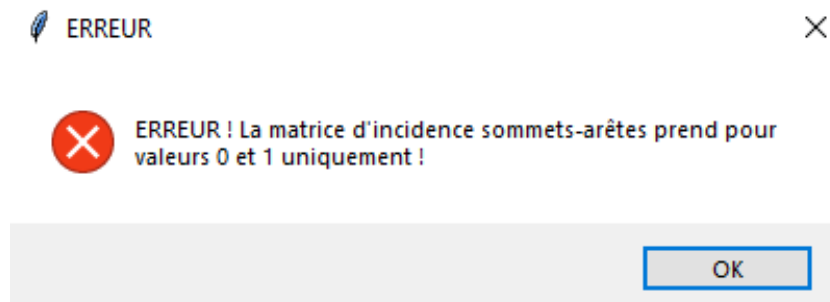 ERREUR
ERREUR ! La matrice d'incidence sommets-arêtes prend pour
valeurs 0 et 1 uniquement !
OK